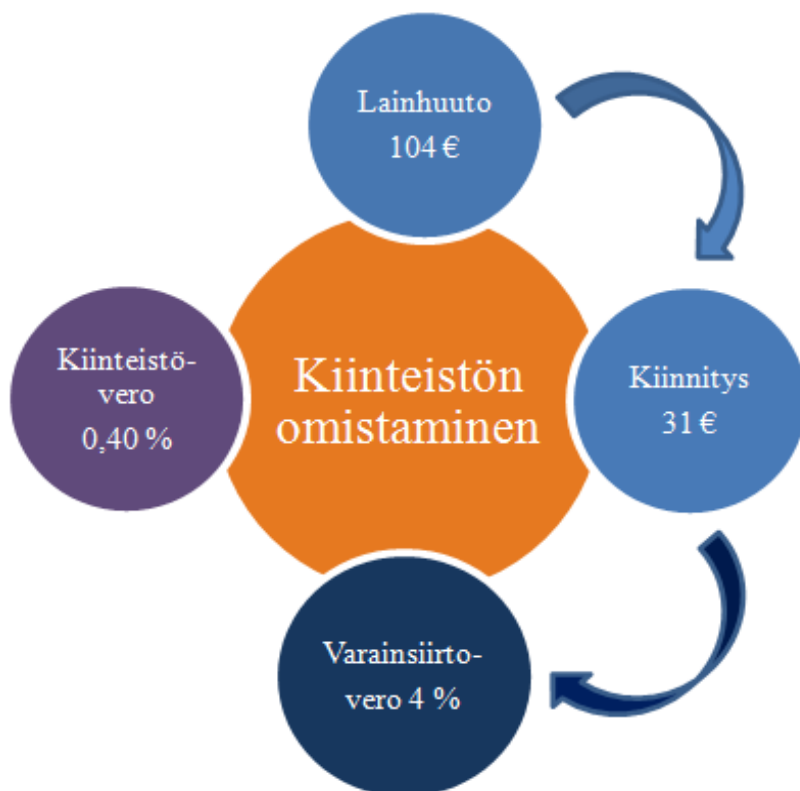 Lainhuuto
104 €
Kiinteistö-
vero
0,40 %
Kiinteistön
omistaminen
Kiinnitys
31 €
Varainsiirto-
vero 4 %